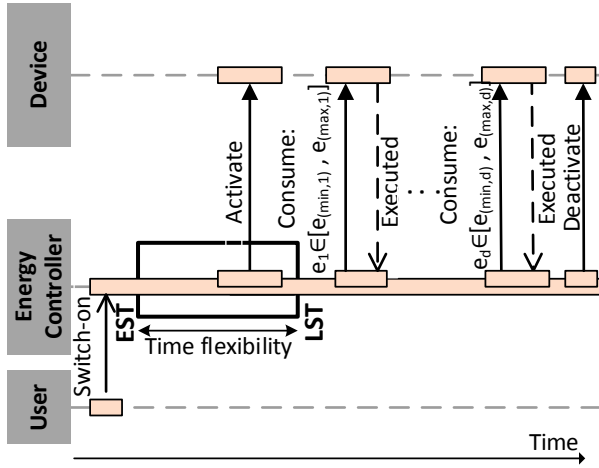 Device
Activate
Consume:
e₁∈[e₍min,1₎ , e₍max,1₎]
Executed
. . .
Consume:
e_d∈[e₍min,d₎ , e₍max,d₎]
Executed
Deactivate
Energy
Controller
EST
LST
Time flexibility
Switch-on
User
Time